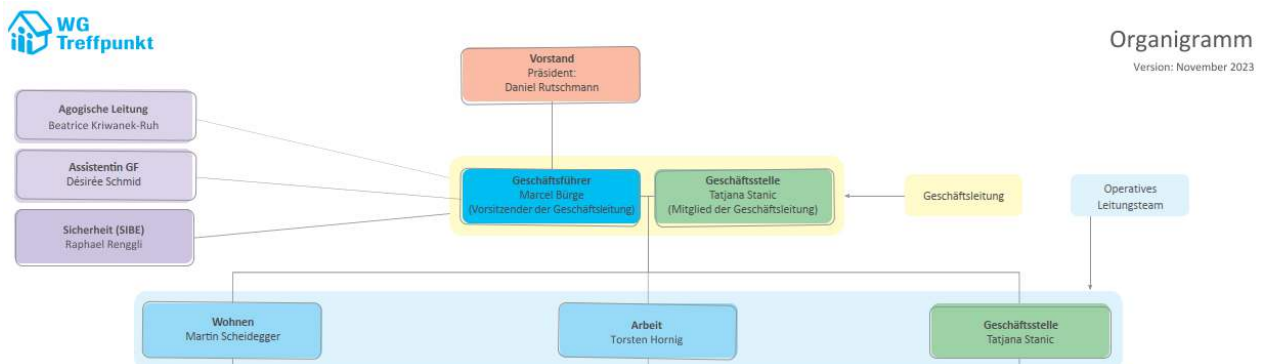 WG
Treffpunkt
Organigramm
Version: November 2023
Vorstand
Präsident:
Daniel Rutschmann
Agogische Leitung
Beatrice Kriwanek-Ruh
Assistentin GF
Désirée Schmid
Sicherheit (SIBE)
Raphael Renggli
Geschäftsführer
Marcel Bürge
(Vorsitzender der Geschäftsleitung)
Geschäftsstelle
Tatjana Stanic
(Mitglied der Geschäftsleitung)
Geschäftsleitung
Operatives
Leitungsteam
Wohnen
Martin Scheidegger
Arbeit
Torsten Hornig
Geschäftsstelle
Tatjana Stanic